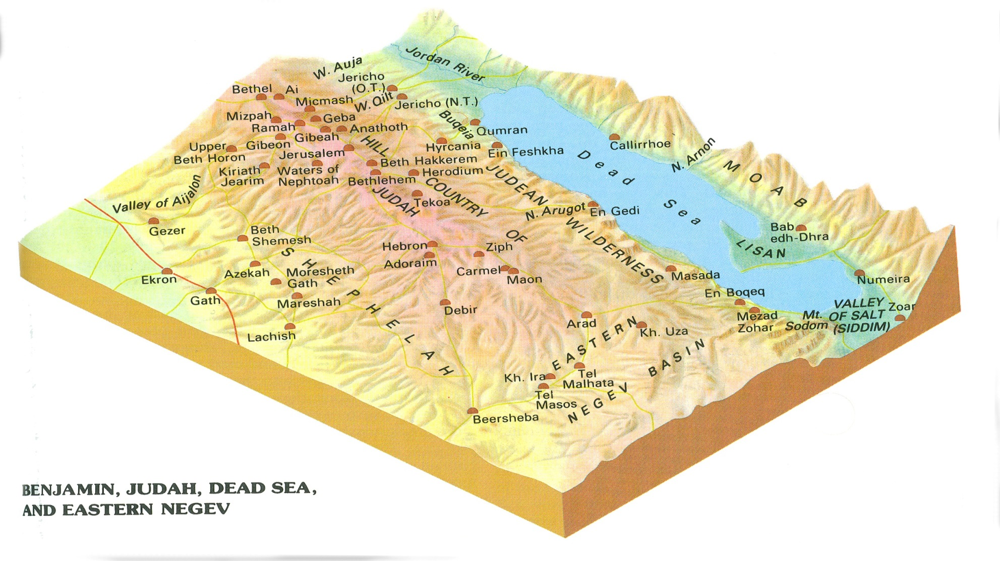 W. Auja
Jordan River
Jericho
(O.T.)
Bethel
Ai
Micmash
W. Qilt
Jericho (N.T.)
Mizpah
Geba
Ramah
Anathoth
Buqeia
Qumran
Gibeah
Upper
Beth Horon
Gibeon
Jerusalem
HILL
COUNTRY
OF
JUDAH
Hyrcania
Ein Feshkha
Callirrhoe
N. Arnon
Dead Sea
MOAB
Kiriath
Jearim
Waters of
Nephtoah
Beth Hakkerem
Herodium
Bethlehem
JUDEAN
WILDERNESS
Valley of Aijalon
Tekoa
N. Arugot
En Gedi
Gezer
Beth
Shemesh
Bab
edh-Dhra
LISAN
SHEPHELAH
Hebron
Ziph
Adoraim
Ekron
Azekah
Moresheth
Gath
Carmel
Maon
Masada
Numeira
Gath
Mareshah
Debir
En Boqeq
VALLEY
OF SALT
(SIDDIM)
Zoar
Lachish
Arad
Kh. Uza
Mezad
Zohar
Mt.
Sodom
EASTERN
NEGEV
BASIN
Kh. Ira
Tel
Malhata
Tel
Masos
Beersheba
BENJAMIN, JUDAH, DEAD SEA,
AND EASTERN NEGEV